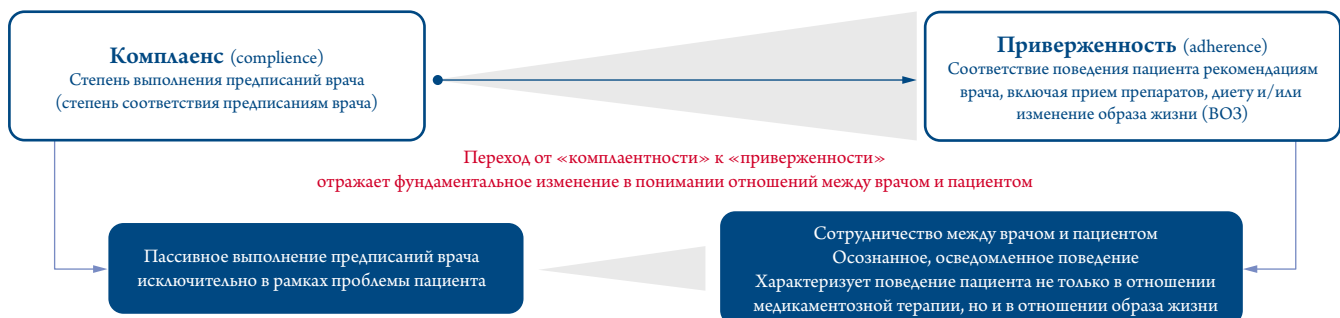 Комплаенс (complience)
Степень выполнения предписаний врача
(степень соответствия предписаниям врача)
Приверженность (adherence)
Соответствие поведения пациента рекомендациям
врача, включая прием препаратов, диету и/или
изменение образа жизни (ВОЗ)
Переход от «комплаентности» к «приверженности»
отражает фундаментальное изменение в понимании отношений между врачом и пациентом
Пассивное выполнение предписаний врача
исключительно в рамках проблемы пациента
Сотрудничество между врачом и пациентом
Осознанное, осведомленное поведение
Характеризует поведение пациента не только в отношении
медикаментозной терапии, но и в отношении образа жизни